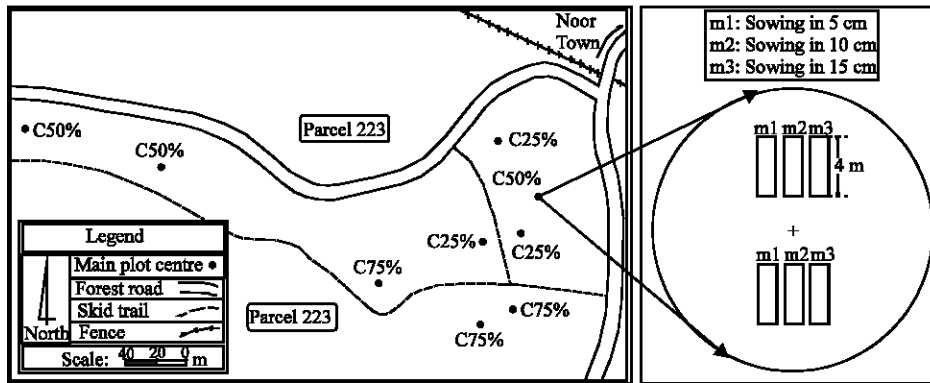 Noor
Town
Parcel 223
C50%
C50%
C25%
C50%
C25%
C25%
C75%
C75%
C75%
Parcel 223
Legend
Main plot centre
Forest road
Skid trail
Fence
North
Scale: 40 20 0 m
m1: Sowing in 5 cm
m2: Sowing in 10 cm
m3: Sowing in 15 cm
m1 m2 m3
4 m
+
m1 m2 m3